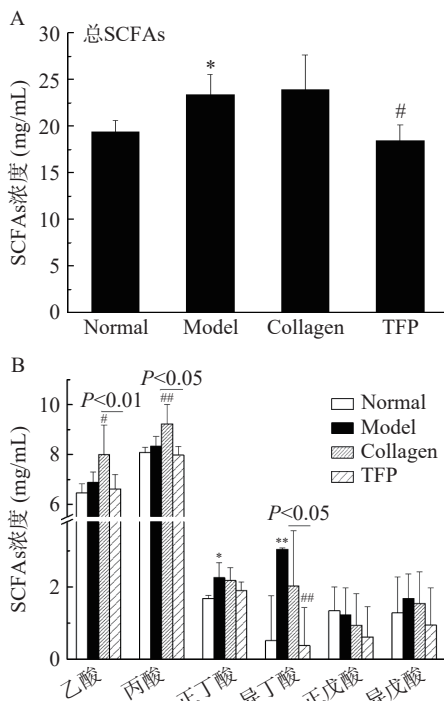 A
总SCFAs
SCFAs浓度 (mg/mL)
30
25
20
15
10
5
0
*
#
Normal Model Collagen TFP
B
SCFAs浓度 (mg/mL)
8
6
2
0
P<0.01
#
P<0.05
##
*
**
P<0.05
##
Normal
Model
Collagen
TFP
乙酸 丙酸 正丁酸 异丁酸 正戊酸 异戊酸